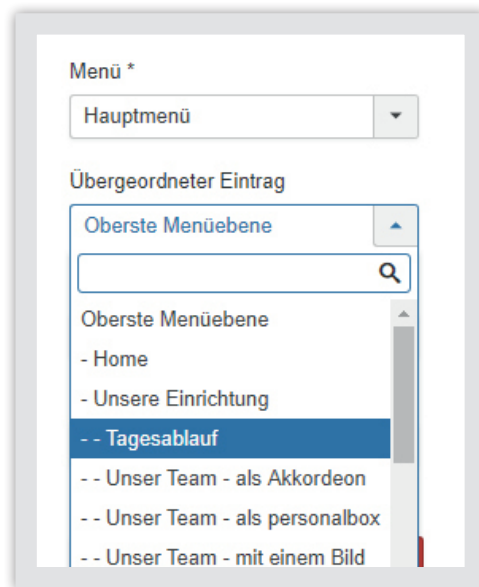 Menü *
Hauptmenü
Übergeordneter Eintrag
Oberste Menüebene
Oberste Menüebene
- Home
- Unsere Einrichtung
- - Tagesablauf
- - Unser Team - als Akkordeon
- - Unser Team - als personalbox
- - Unser Team - mit einem Bild